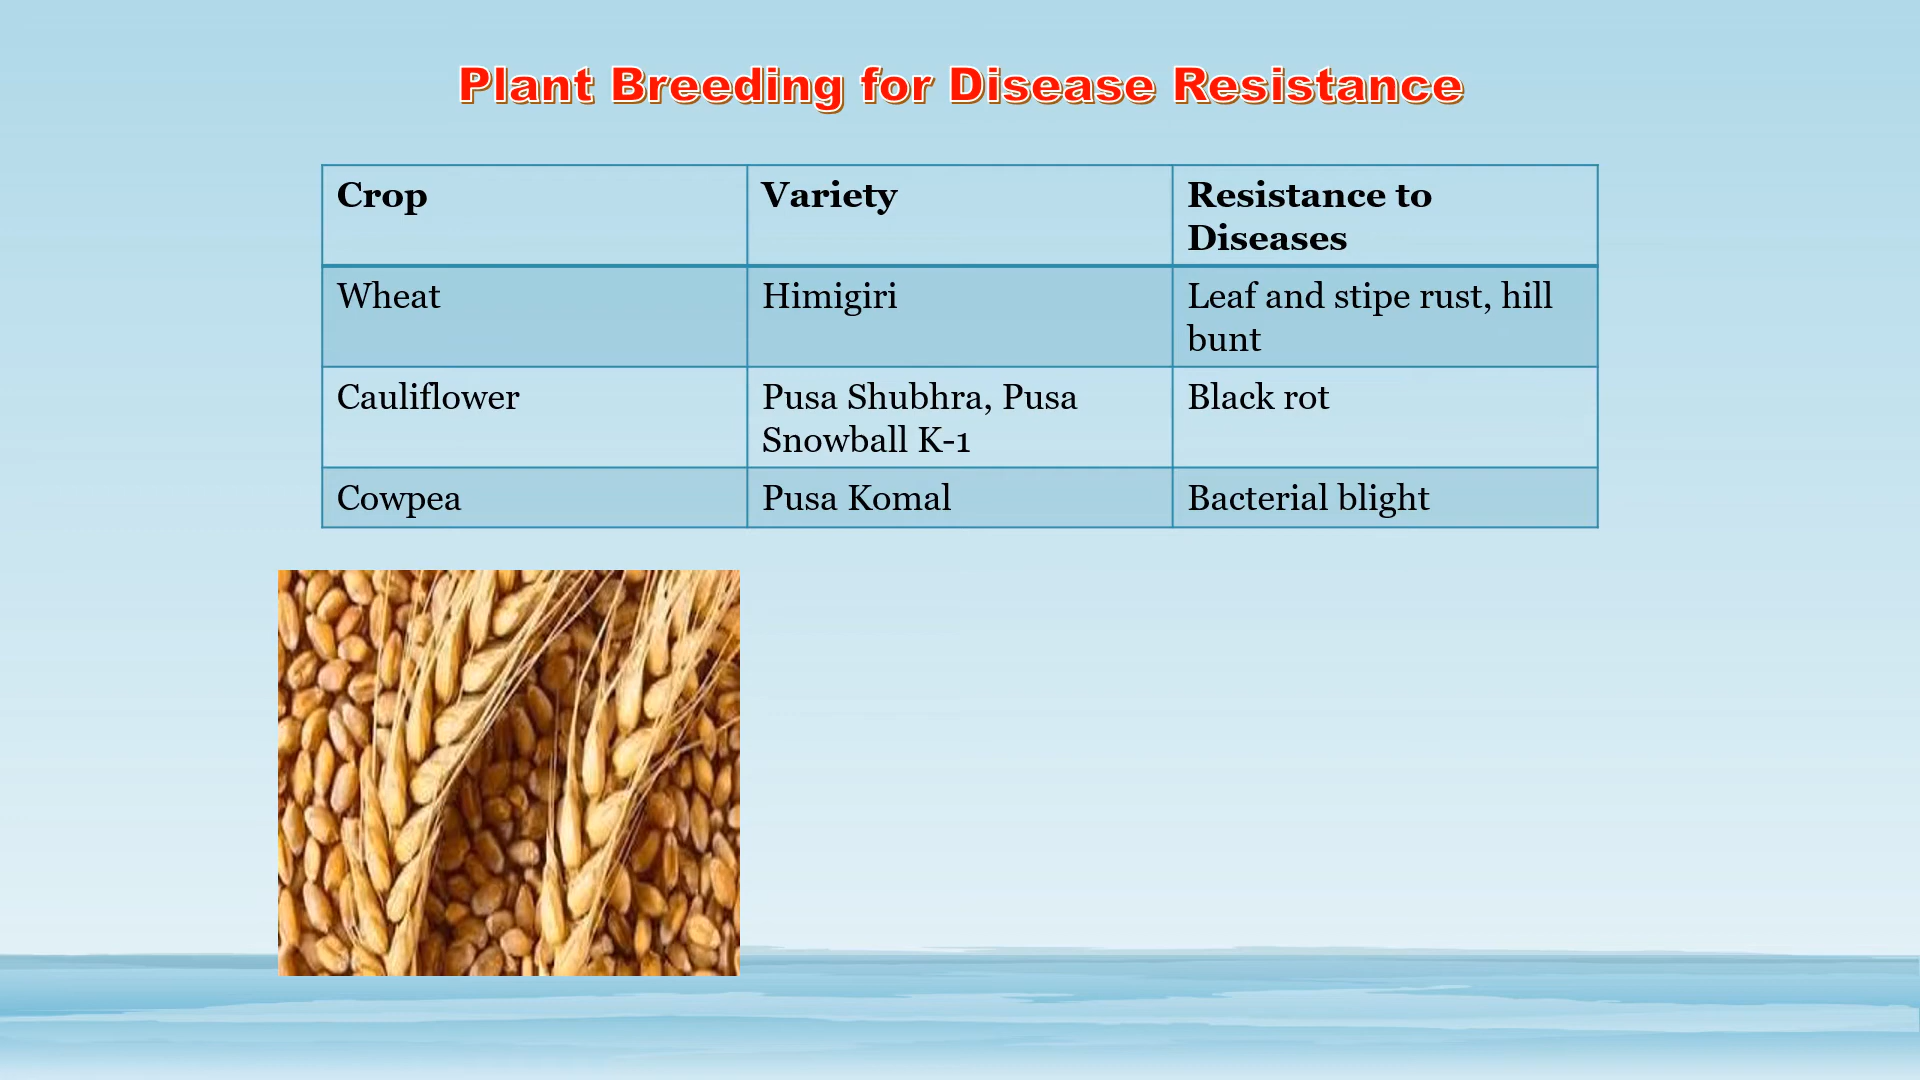 Plant Breeding for Disease Resistance
Crop
Variety
Resistance to
Diseases
Wheat
Himigiri
Leaf and stipe rust, hill
bunt
Cauliflower
Pusa Shubhra, Pusa
Snowball K-1
Black rot
Cowpea
Pusa Komal
Bacterial blight